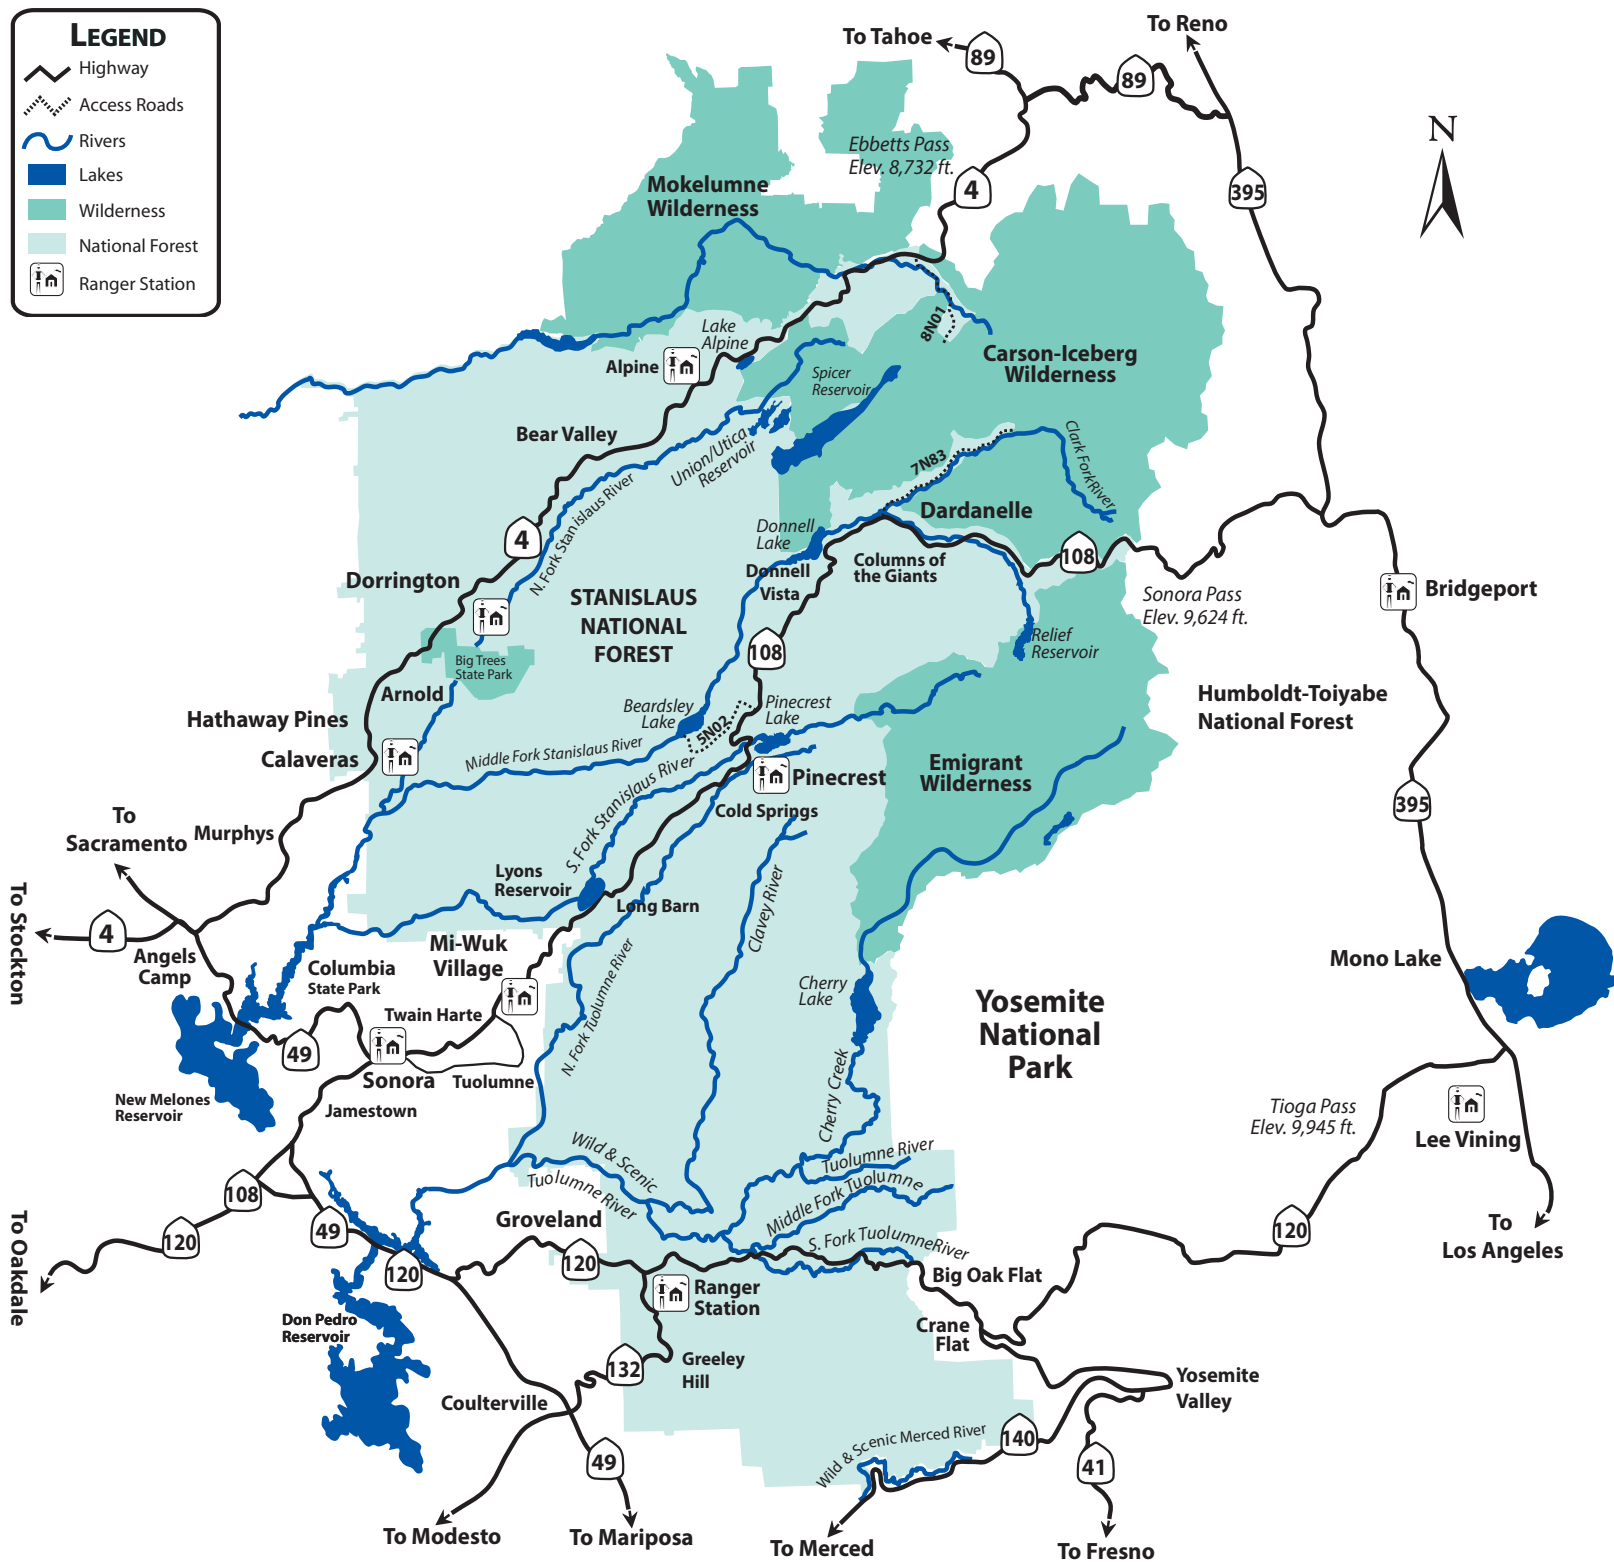 LEGEND
Highway
Access Roads
Rivers
Lakes
Wilderness
National Forest
Ranger Station
To Tahoe
89
89
To Reno
N
Ebbetts Pass
Elev. 8,732 ft.
4
395
Mokelumne
Wilderness
8N01
Lake
Alpine
Alpine
Carson-Iceberg
Wilderness
Spicer
Reservoir
Bear Valley
Union/Utica
Reservoir
7N83
Clark Fork River
N. Fork Stanislaus River
4
Dardanelle
Donnell
Lake
Donnell
Vista
Columns of
the Giants
108
Dorrington
STANISLAUS
NATIONAL
FOREST
Sonora Pass
Elev. 9,624 ft.
Bridgeport
108
Relief
Reservoir
Big Trees
State Park
Arnold
Hathaway Pines
Calaveras
Beardsley
Lake
5N02
Pinecrest
Lake
Humboldt-Toiyabe
National Forest
Middle Fork Stanislaus River
S. Fork Stanislaus River
Pinecrest
Emigrant
Wilderness
395
Cold Springs
To
Sacramento
Murphys
Lyons
Reservoir
Long Barn
Clavey River
To Stockton
4
Angels
Camp
Mi-Wuk
Village
Columbia
State Park
N. Fork Tuolumne River
Cherry
Lake
Mono Lake
Yosemite
National
Park
Twain Harte
49
Sonora
Tuolumne
Jamestown
New Melones
Reservoir
Cherry Creek
Tioga Pass
Elev. 9,945 ft.
Lee Vining
Wild & Scenic
Tuolumne River
Tuolumne River
Middle Fork Tuolumne
S. Fork Tuolumne River
108
49
120
To Oakdale
120
Groveland
120
120
To
Los Angeles
Ranger
Station
Big Oak Flat
Don Pedro
Reservoir
Crane
Flat
132
Greeley
Hill
Yosemite
Valley
Coulterville
49
Wild & Scenic Merced River
140
41
To Modesto
To Mariposa
To Merced
To Fresno